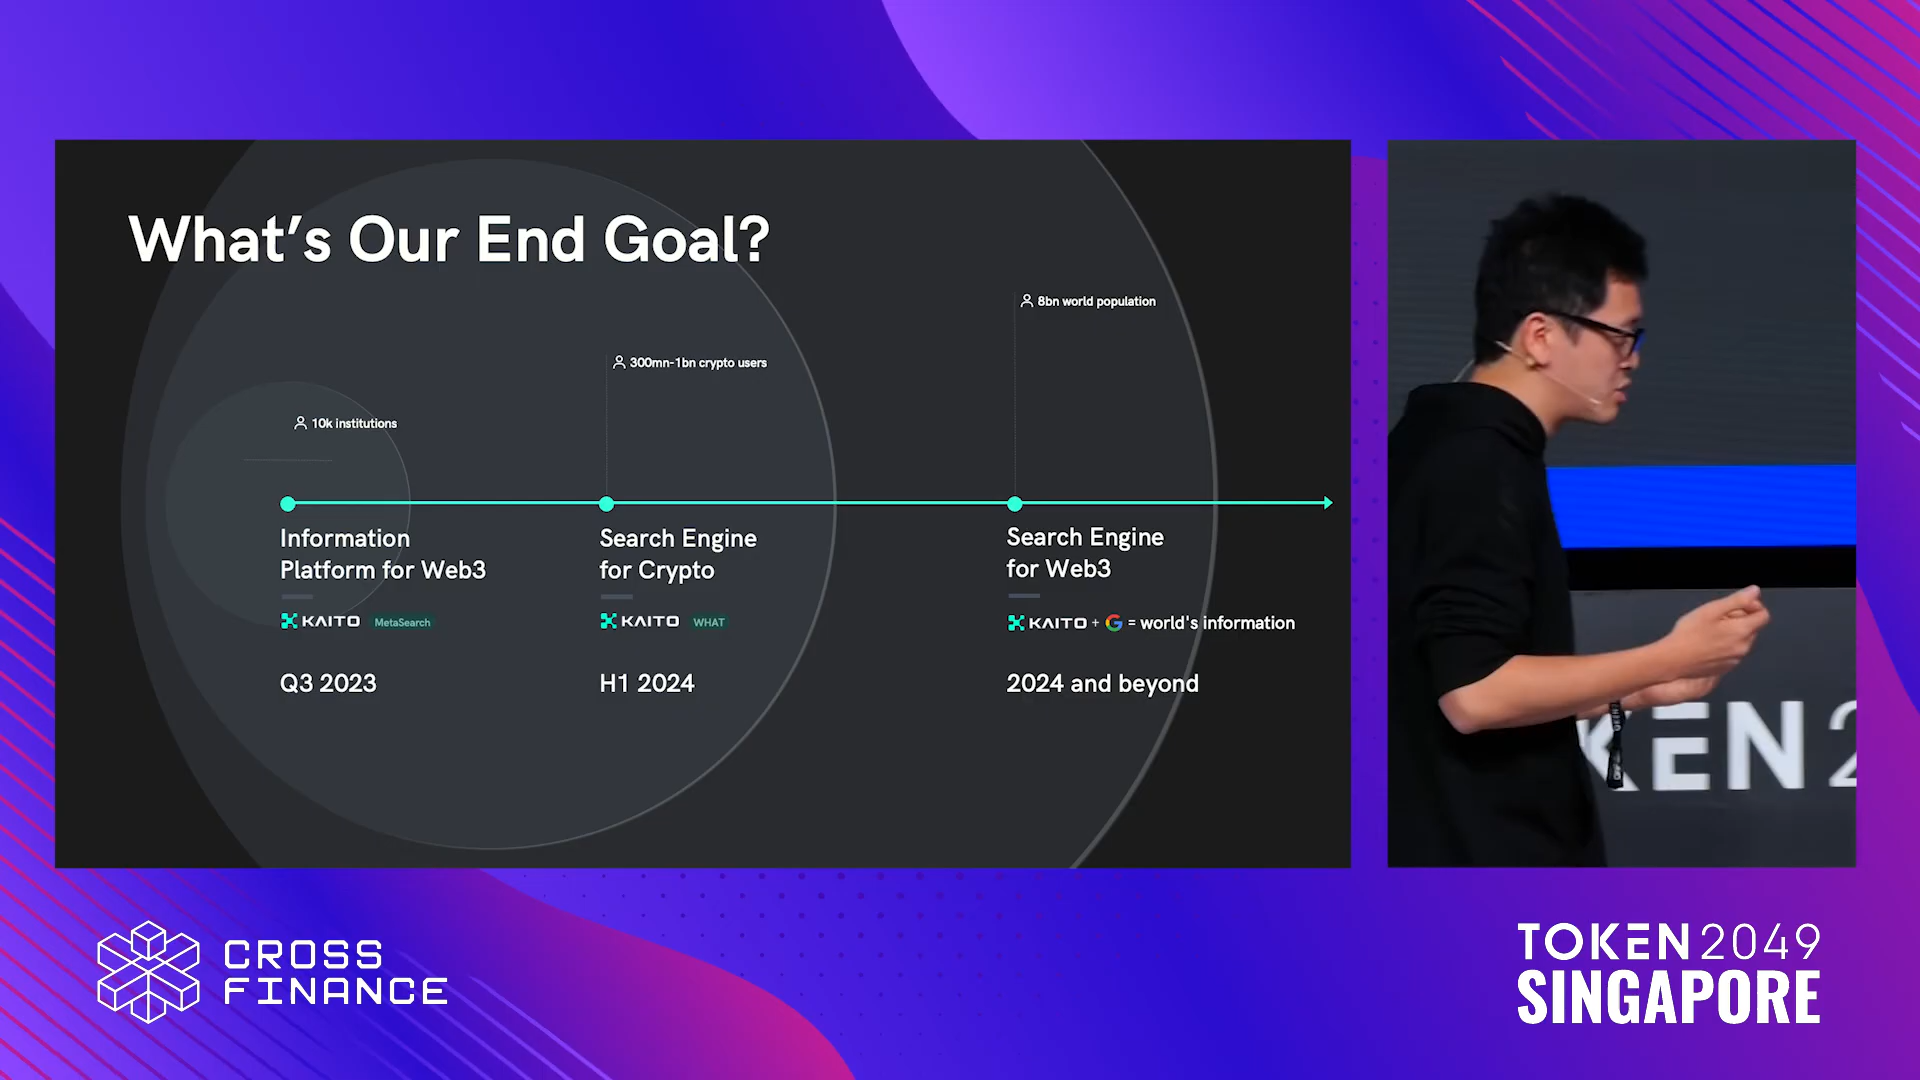 What's Our End Goal?
8bn world population
300mn-1bn crypto users
10k institutions
Information
Platform for Web3
KAITO MetaSearch
Q3 2023
Search Engine
for Crypto
KAITO WHAT
H1 2024
Search Engine
for Web3
KAITO + G = world's information
2024 and beyond
KEN2
CROSS
FINANCE
TOKEN2049
SINGAPORE